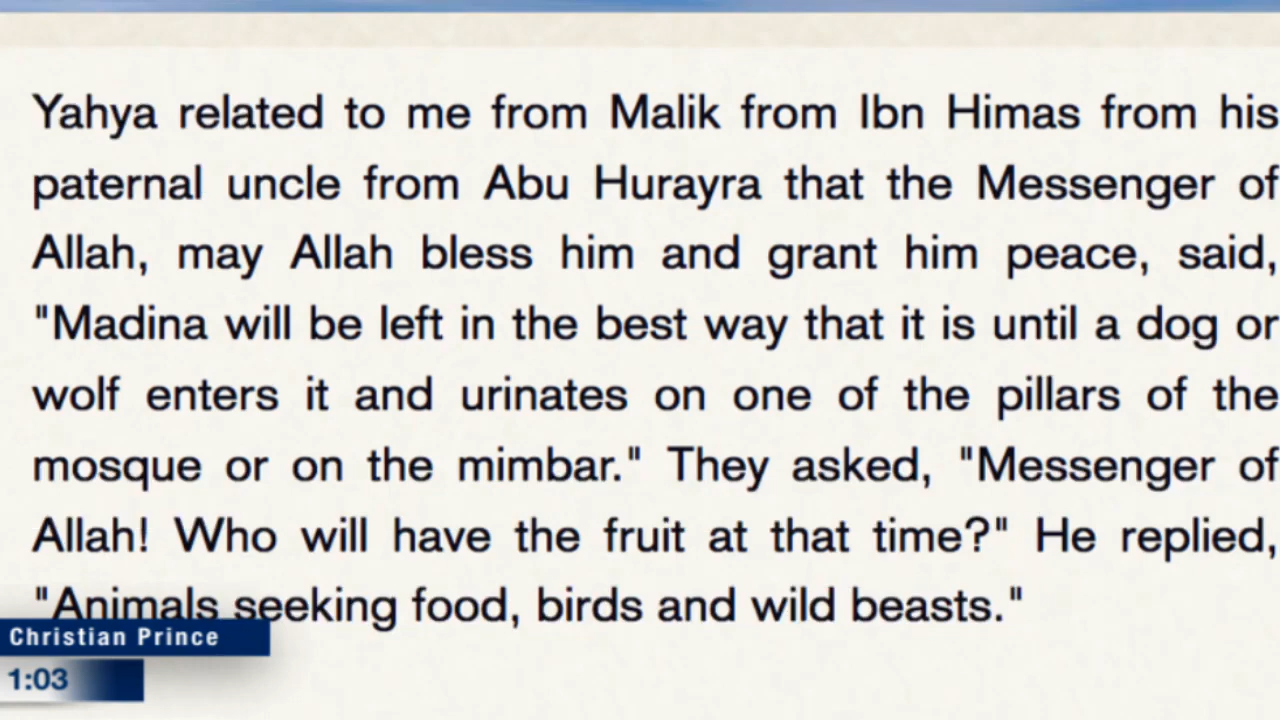 Yahya related to me from Malik from Ibn Himas from his
paternal uncle from Abu Hurayra that the Messenger of
Allah, may Allah bless him and grant him peace, said,
"Madina will be left in the best way that it is until a dog or
wolf enters it and urinates on one of the pillars of the
mosque or on the mimbar." They asked, "Messenger of
Allah! Who will have the fruit at that time?" He replied,
"Animals seeking food, birds and wild beasts."
Christian Prince
1:03